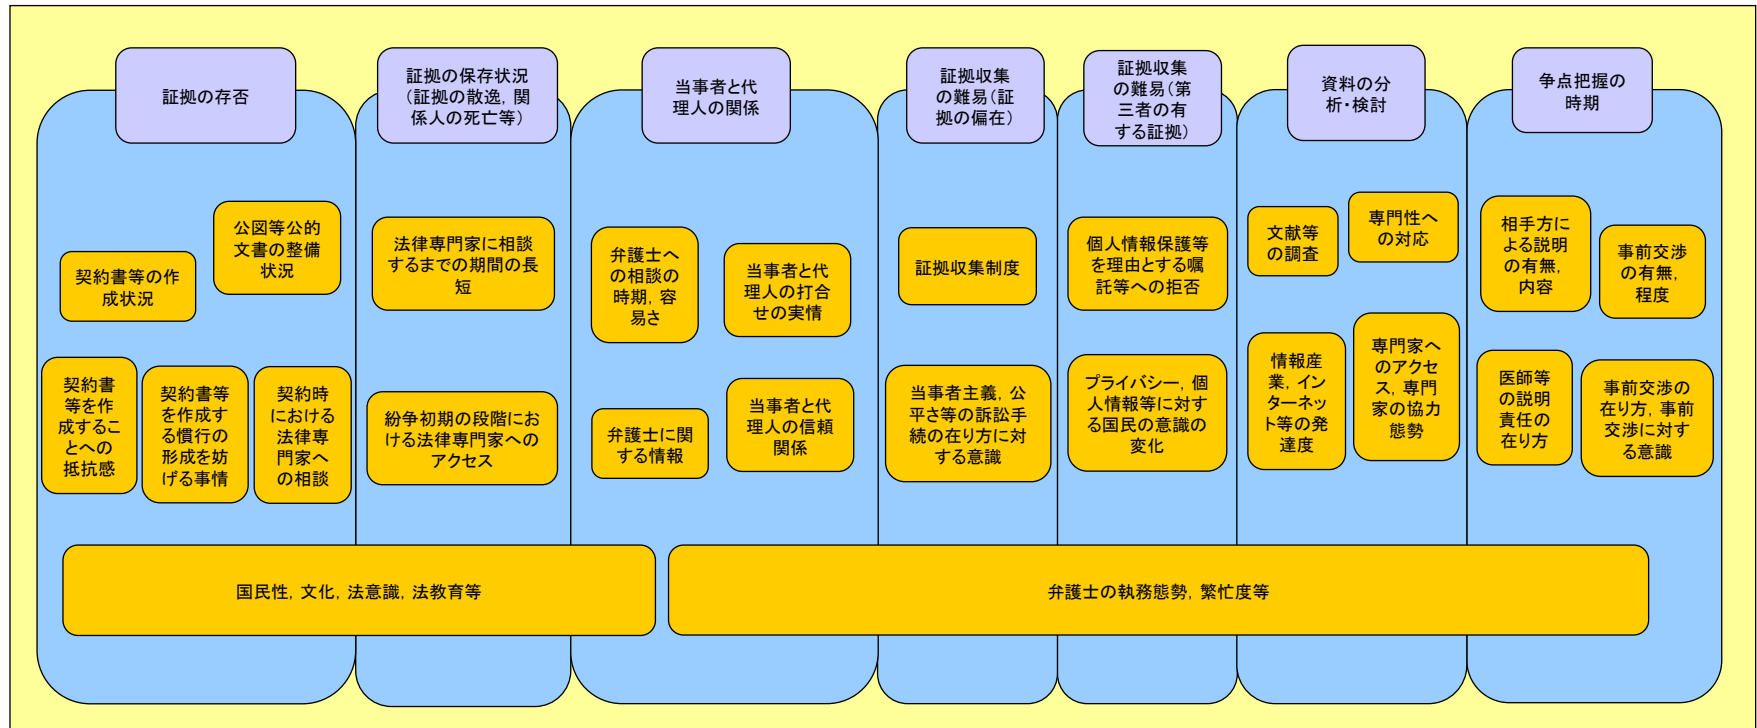 証拠の存否
証拠の保存状況
（証拠の散逸，関
係人の死亡等）
当事者と代
理人の関係
証拠収集
の難易（証
拠の偏在）
証拠収集
の難易（第
三者の有
する証拠）
資料の分
析・検討
争点把握の
時期
契約書等の作
成状況
公図等公的
文書の整備
状況
契約書
等を作
成するこ
とへの
抵抗感
契約書等
を作成す
る慣行の
形成を妨
げる事情
契約時
における
法律専
門家へ
の相談
法律専門家に相談
するまでの期間の長
短
紛争初期の段階にお
ける法律専門家への
アクセス
弁護士へ
の相談の
時期，容
易さ
当事者と代
理人の打合
せの実情
弁護士に関
する情報
当事者と代
理人の信頼
関係
証拠収集制度
当事者主義，公
平さ等の訴訟手
続の在り方に対
する意識
個人情報保護等
を理由とする嘱
託等への拒否
プライバシー，個
人情報等に対す
る国民の意識の
変化
文献等
の調査
専門性へ
の対応
情報産
業，イン
ターネッ
ト等の発
達度
専門家へ
のアクセ
ス，専門
家の協力
態勢
相手方に
よる説明
の有無，
内容
事前交渉
の有無，
程度
医師等
の説明
責任の
在り方
事前交渉の
在り方，事前
交渉に対す
る意識
国民性，文化，法意識，法教育等
弁護士の執務態勢，繁忙度等